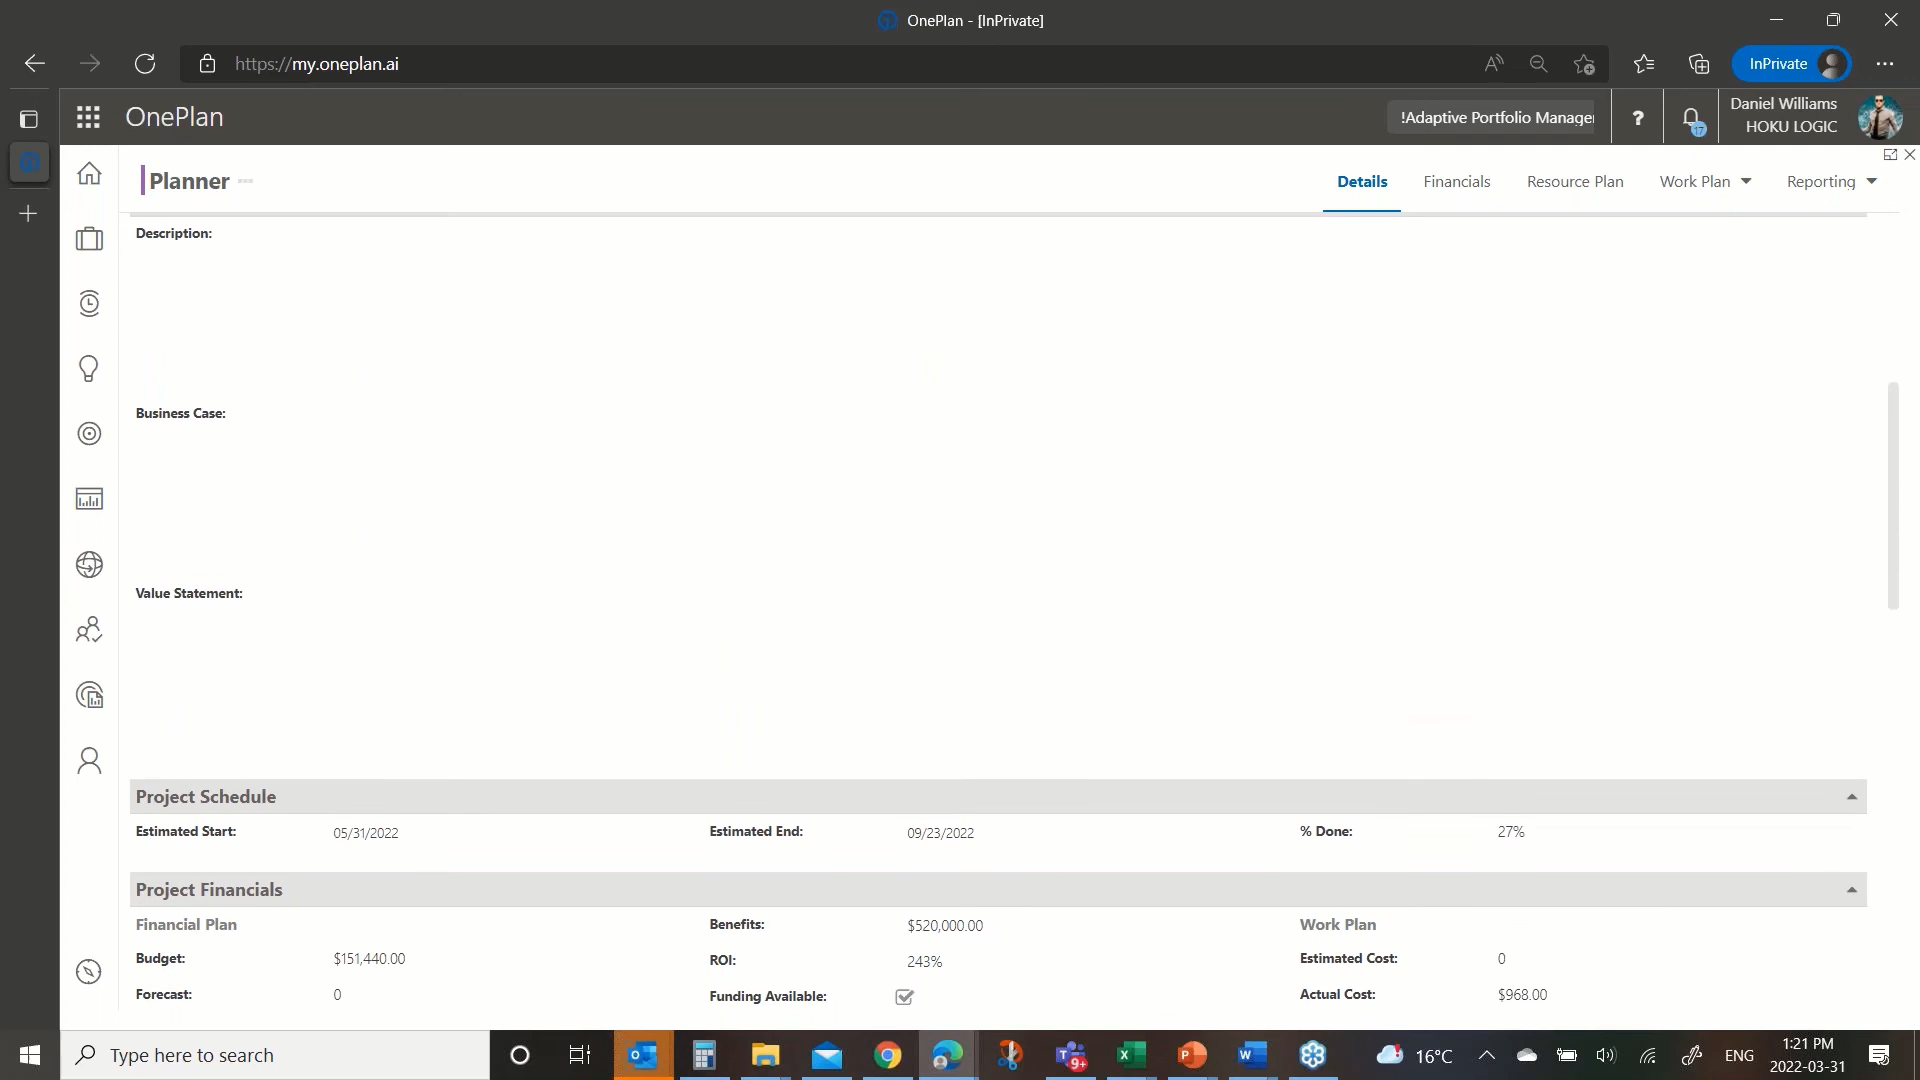 OnePlan - [InPrivate]
https://my.oneplan.ai
InPrivate
OnePlan
!Adaptive Portfolio Manager
?
17
Daniel Williams
HOKU LOGIC
Planner
Details
Financials
Resource Plan
Work Plan
Reporting
Description:
Business Case:
Value Statement:
Project Schedule
Estimated Start: 05/31/2022 Estimated End: 09/23/2022 % Done: 27%
Project Financials
Financial Plan Benefits: $520,000.00 Work Plan
Budget: $151,440.00 ROI: 243% Estimated Cost: 0
Forecast: 0 Funding Available: Actual Cost: $968.00
Type here to search
9+
16°C
ENG
1:21 PM
2022-03-31